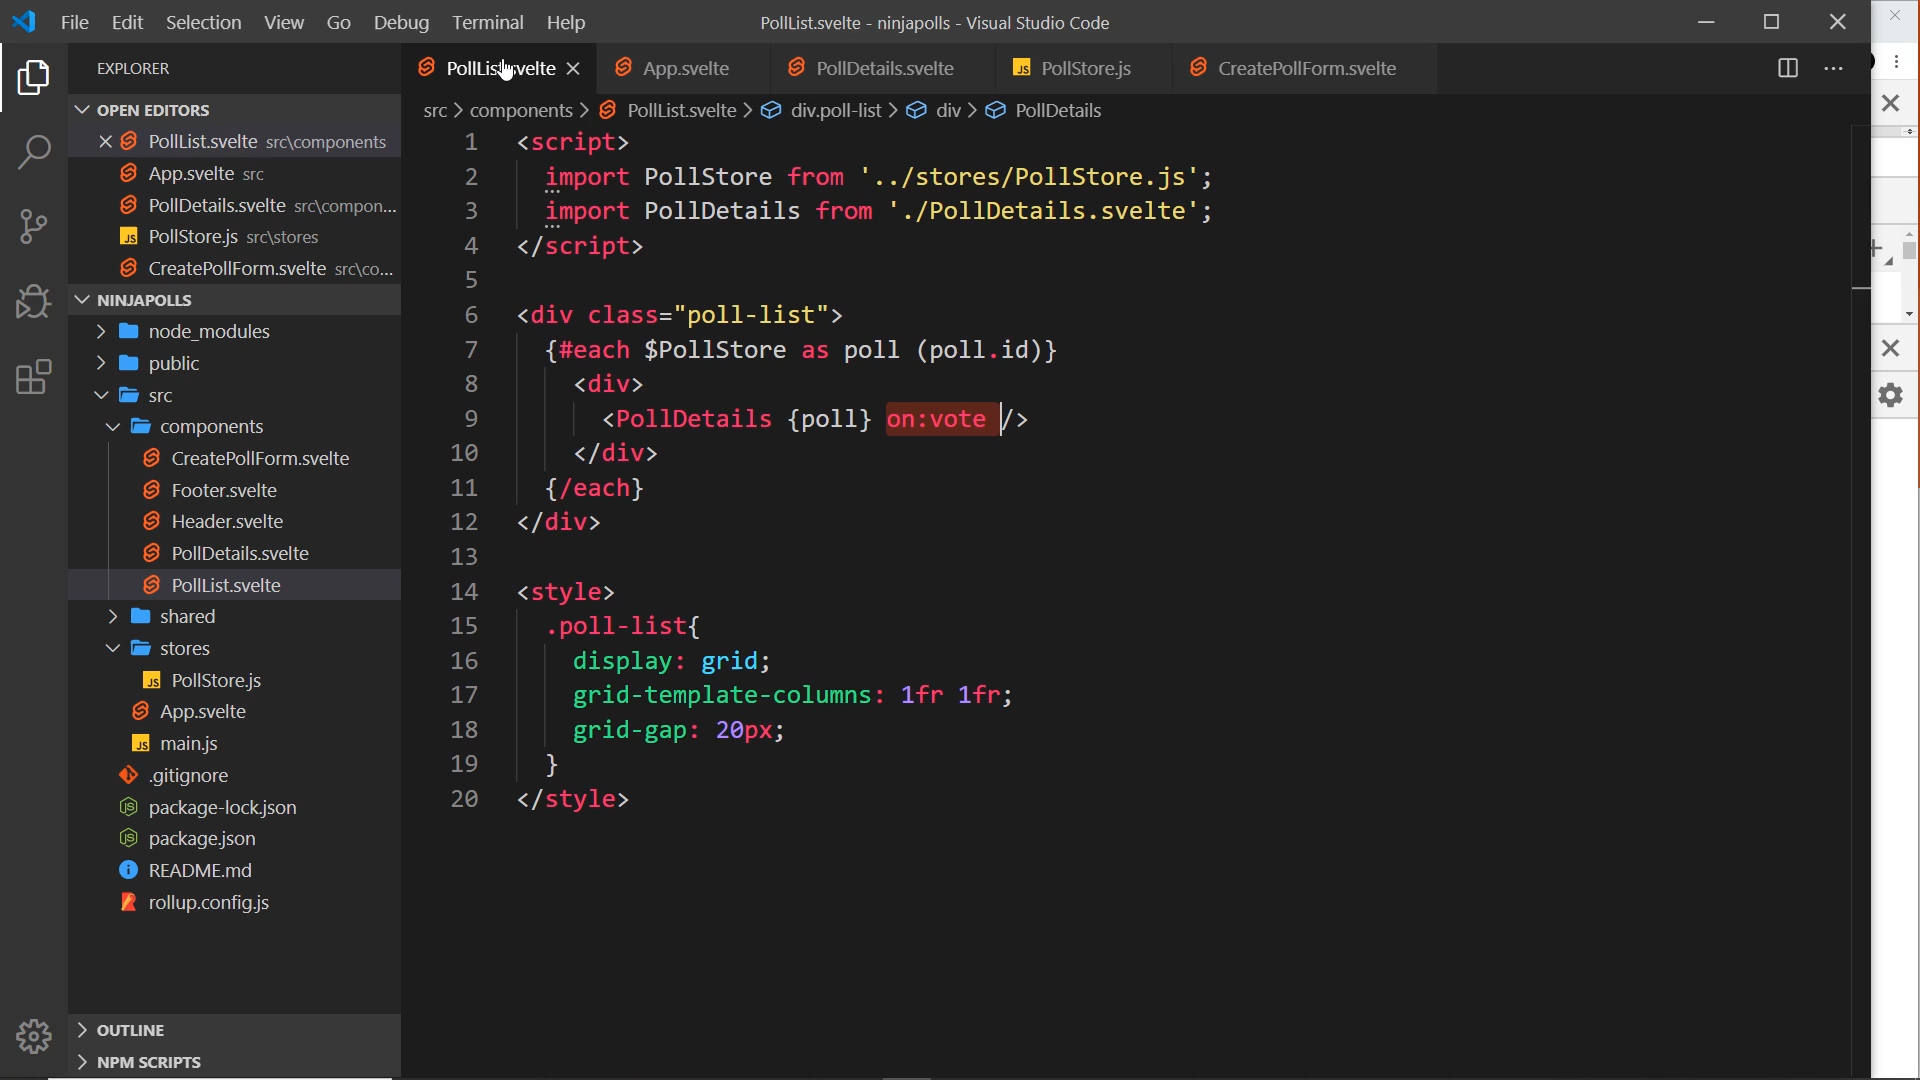 File Edit Selection View Go Debug Terminal Help
PollList.svelte - ninjapolls - Visual Studio Code
EXPLORER
OPEN EDITORS
PollList.svelte src\components
App.svelte src
PollDetails.svelte src\compon...
PollStore.js src\stores
CreatePollForm.svelte src\co...
NINJAPOLLS
node_modules
public
src
components
CreatePollForm.svelte
Footer.svelte
Header.svelte
PollDetails.svelte
PollList.svelte
shared
stores
PollStore.js
App.svelte
main.js
.gitignore
package-lock.json
package.json
README.md
rollup.config.js
OUTLINE
NPM SCRIPTS
PollList.svelte App.svelte PollDetails.svelte PollStore.js CreatePollForm.svelte
src > components > PollList.svelte > div.poll-list > div > PollDetails
1 <script>
2 import PollStore from '../stores/PollStore.js';
3 import PollDetails from './PollDetails.svelte';
4 </script>
5
6 <div class="poll-list">
7 {#each $PollStore as poll (poll.id)}
8 <div>
9 <PollDetails {poll} on:vote />
10 </div>
11 {/each}
12 </div>
13
14 <style>
15 .poll-list{
16 display: grid;
17 grid-template-columns: 1fr 1fr;
18 grid-gap: 20px;
19 }
20 </style>